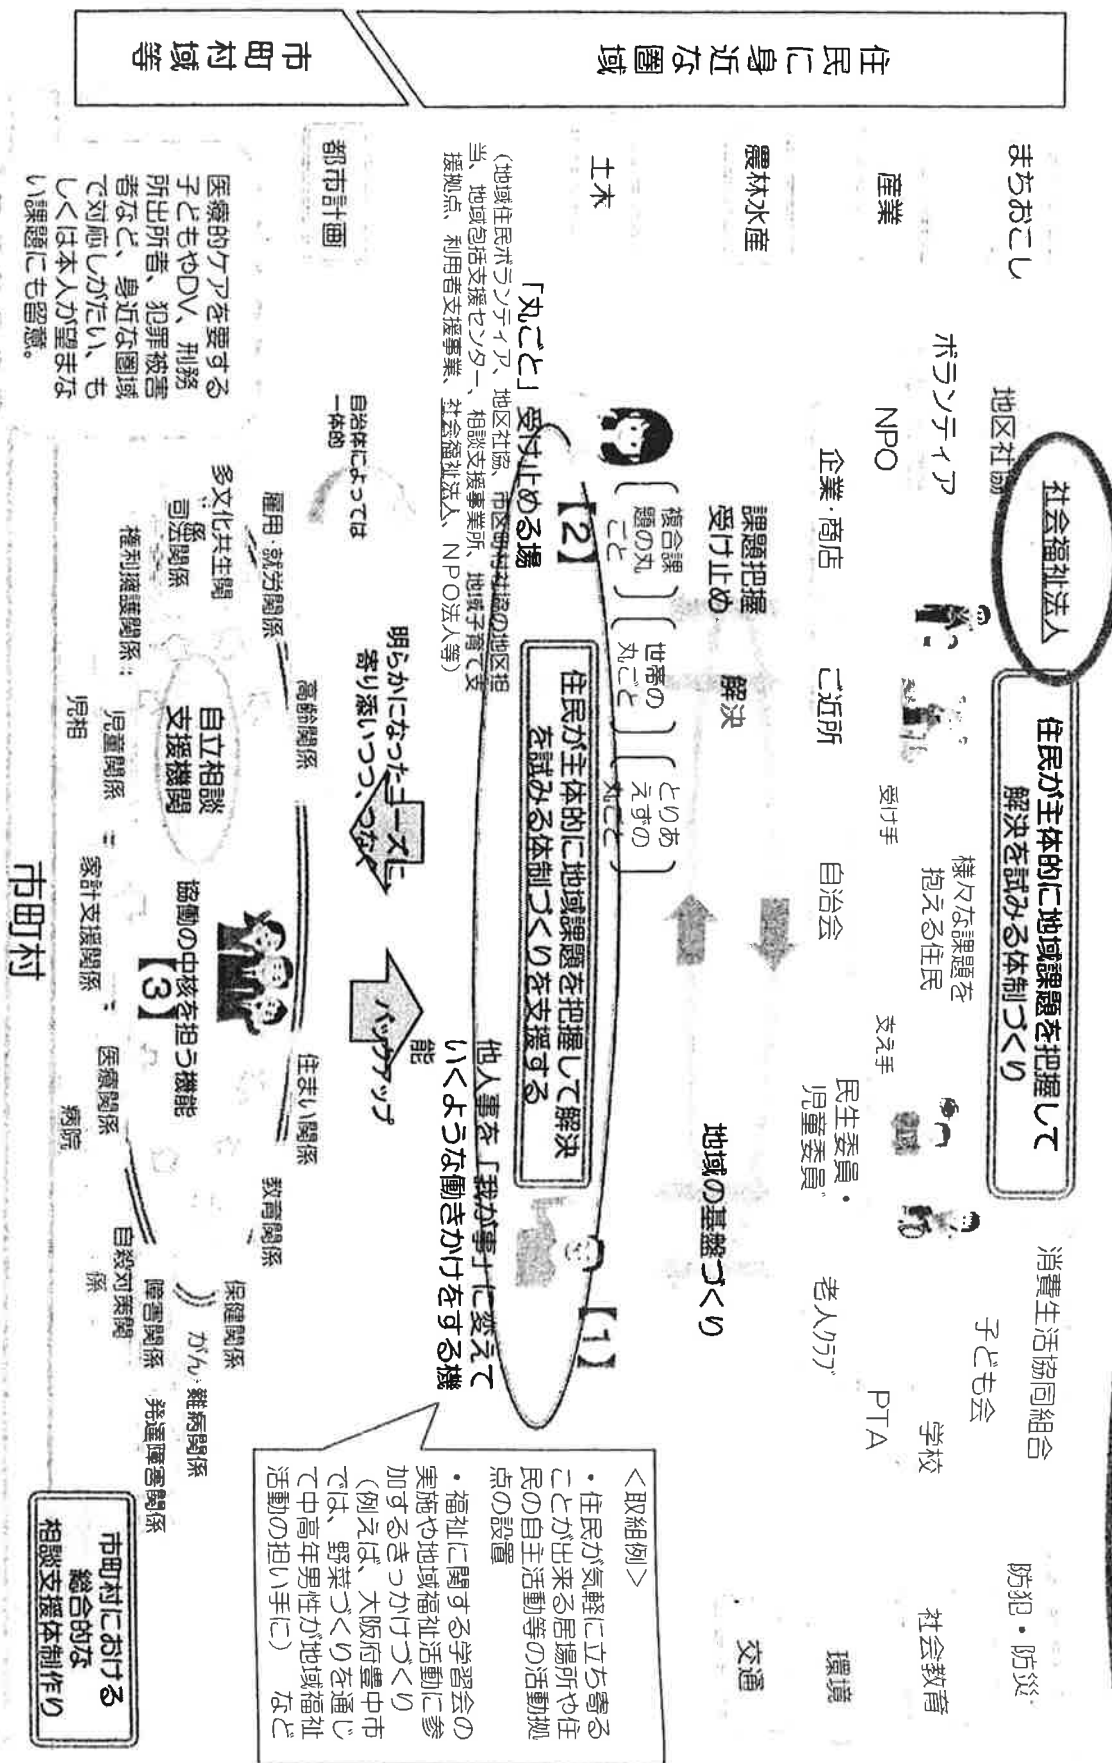 住民に身近な圏域
市町村域等
まちおこし
産業
農林水産
土木
都市計画
社会福祉法人
地区社協
ボランティア
NPO
企業・商店
ご近所
受け手
自治会
様々な課題を
抱える住民
支え手
民生委員・
児童委員
老人クラブ
PTA
子ども会
学校
消費生活協同組合
防犯・防災
社会教育
環境
交通
住民が主体的に地域課題を把握して
解決を試みる体制づくり
課題把握
受け止め
解決
地域の基盤づくり
複合課
題の丸
ごと
世帯の
丸ごと
とりあ
えずの
丸ごと
【2】
「丸ごと」受け止める場
(地域住民ボランティア、地区社協、市区町村社協の地区担
当、地域包括支援センター、相談支援事業所、地域子育て支
援拠点、利用者支援事業、社会福祉法人、NPO法人等)
住民が主体的に地域課題を把握して解決
を試みる体制づくりを支援する
【1】
他人事を「我が事」に変えて
いくような働きかけをする機
能
<取組例>
・住民が気軽に立ち寄る
ことが出来る居場所や住
民の自主活動等の活動拠
点の設置
・福祉に関する学習会の
実施や地域福祉活動に参
加するきっかけづくり
(例えば、大阪府豊中市
では、野菜づくりを通じ
て中高年男性が地域福祉
活動の担い手に) など
明らかになったニーズに
寄り添いつつ、つなぐ
バックアップ
自治体によっては
一体的
医療的ケアを要する
子どもやDV、刑務
所出所者、犯罪被害
者など、身近な圏域
で対応しがたい、も
しくは本人が望まな
い課題にも留意。
雇用・就労関係
多文化共生関
係
司法関係
権利擁護関係
高齢関係
自立相談
支援機関
児童関係
児相
家計支援関係
協働の中核を担う機能
【3】
住まい関係
医療関係
病院
教育関係
保健関係
がん・難病関係
障害関係
発達障害関係
自殺対策関
係
市町村
市町村における
総合的な
相談支援体制作り